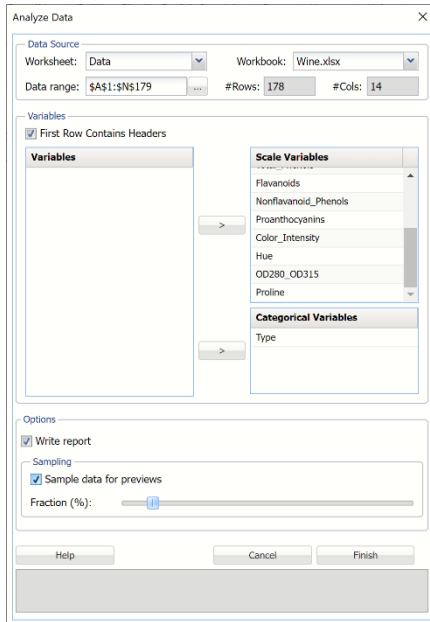 Analyze Data
Data Source
Worksheet: Data Workbook: Wine.xlsx
Data range: $A$1:$N$179 ... #Rows: 178 #Cols: 14
Variables
First Row Contains Headers
Variables
Scale Variables
Flavanoids
Nonflavanoid_Phenols
>
Proanthocyanins
Color_Intensity
Hue
OD280_OD315
Proline
Categorical Variables
Type
>
Options
Write report
Sampling
Sample data for previews
Fraction (%):
Help Cancel Finish